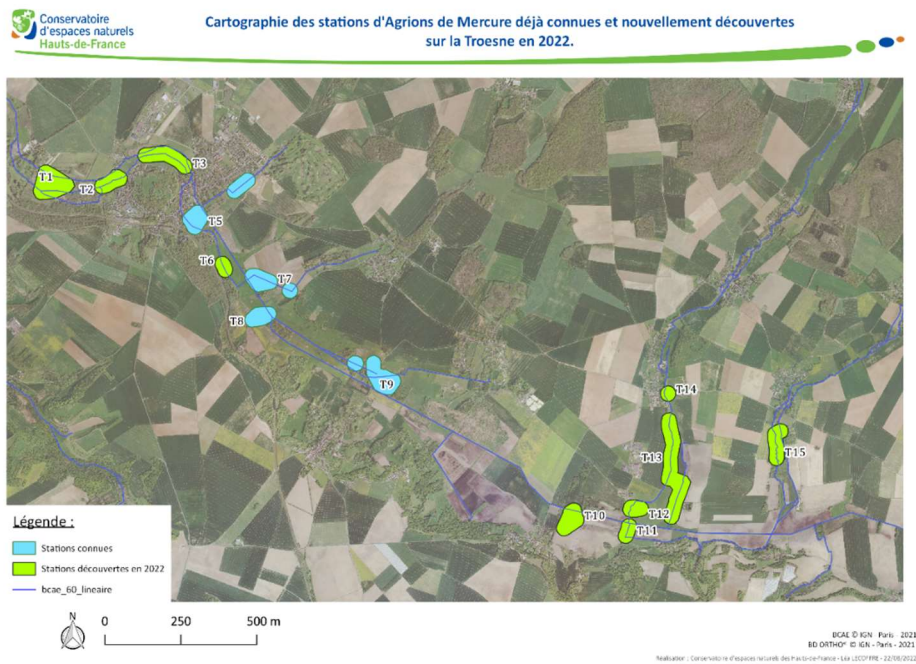 Conservatoire
d'espaces naturels
Hauts-de-France
Cartographie des stations d'Agrions de Mercure déjà connues et nouvellement découvertes
sur la Troesne en 2022.
T1
T2
T3
T5
T6
T7
T8
T9
T10
T11
T12
T13
T14
T15
Légende :
Stations connues
Stations découvertes en 2022
bcae_60_lineaire
N
0 250 500 m
BCAE © IGN - Paris - 2021
BD ORTHO® © IGN - Paris - 2021
Réalisation : Conservatoire d'espaces naturels des Hauts-de-France - Léa LECOFFRE - 22/08/2022